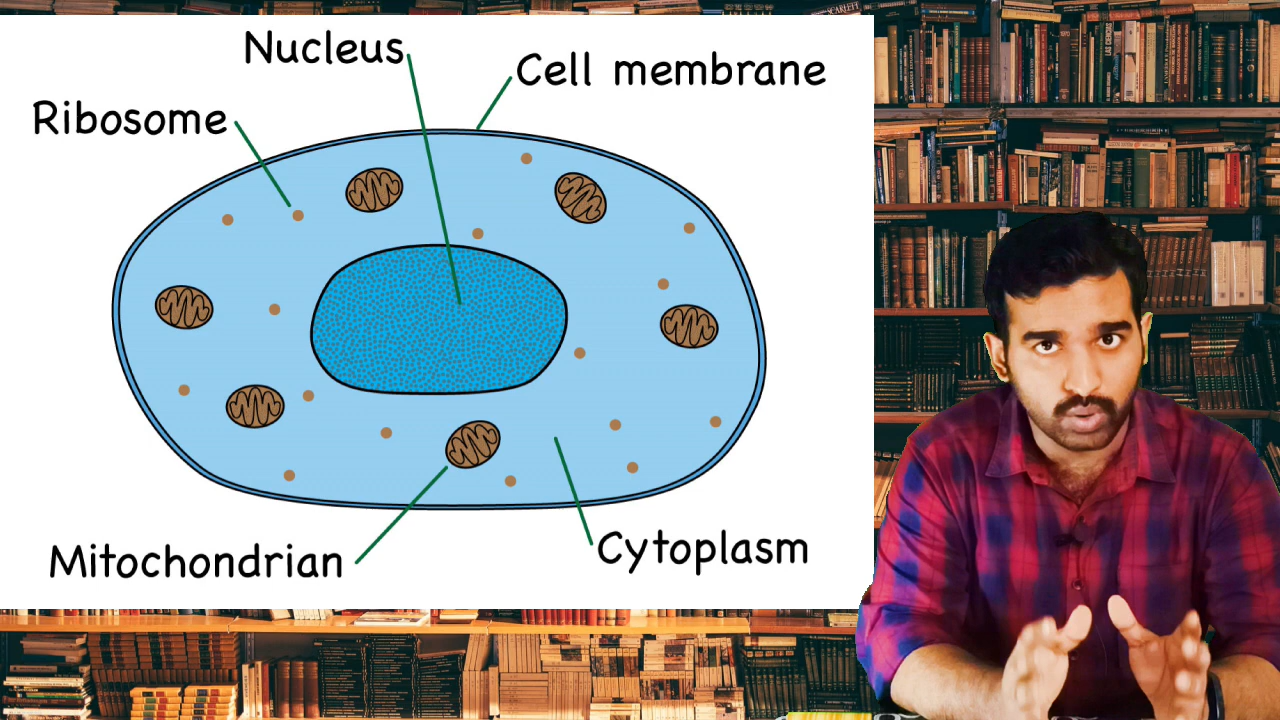 Nucleus
Cell membrane
Ribosome
Mitochondrian
Cytoplasm